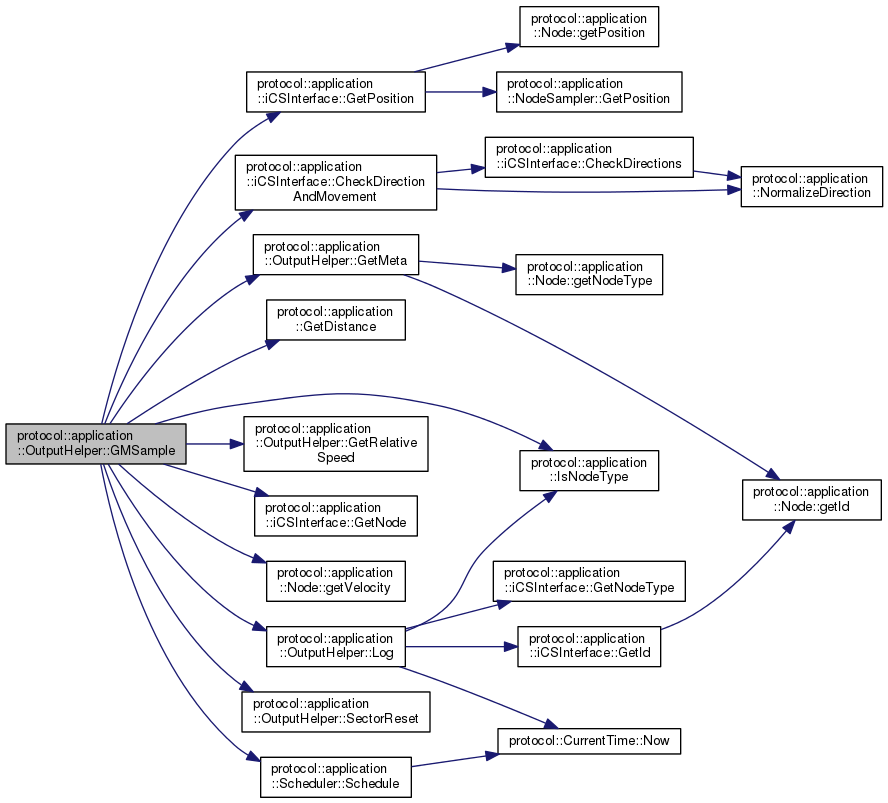 protocol::application
::Node::getPosition
protocol::application
::iCSInterface::GetPosition
protocol::application
::NodeSampler::GetPosition
protocol::application
::iCSInterface::CheckDirections
protocol::application
::iCSInterface::CheckDirection
AndMovement
protocol::application
::NormalizeDirection
protocol::application
::OutputHelper::GetMeta
protocol::application
::Node::getNodeType
protocol::application
::GetDistance
protocol::application
::OutputHelper::GMSample
protocol::application
::OutputHelper::GetRelative
Speed
protocol::application
::IsNodeType
protocol::application
::Node::getId
protocol::application
::iCSInterface::GetNode
protocol::application
::Node::getVelocity
protocol::application
::iCSInterface::GetNodeType
protocol::application
::OutputHelper::Log
protocol::application
::iCSInterface::GetId
protocol::application
::OutputHelper::SectorReset
protocol::CurrentTime::Now
protocol::application
::Scheduler::Schedule